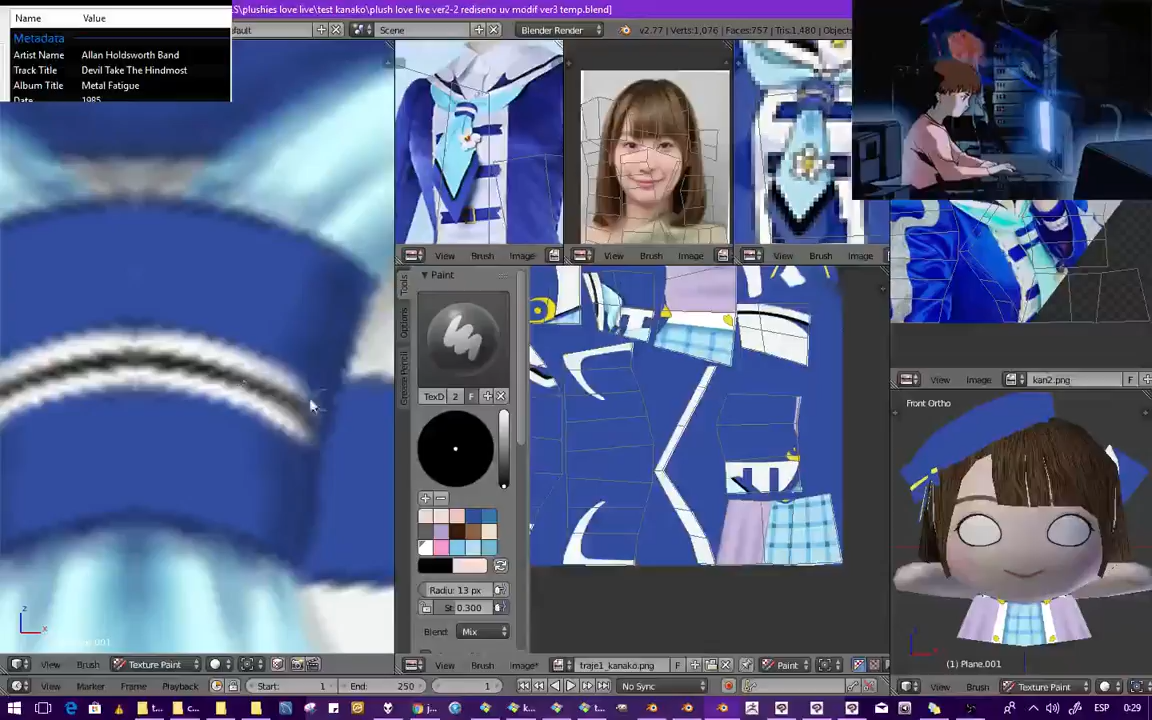 S\plushies love live\test kanako\plush love live ver2-2 rediseno uv modif ver3 temp.blend]
Name Value
Metadata
Artist Name Allan Holdsworth Band
Track Title Devil Take The Hindmost
Album Title Metal Fatigue
Date 1985
efault Scene Blender Render v2.77 | Verts:1,076 | Faces:757 | Tris:1,480 | Objects
View Brush Image View Brush Image View Brush Image
Tools
Options
Grease Pencil
Paint
TexD 2 F
Radiu: 13 px
St: 0.300
Blend Mix
View Image kan2.png F
Front Ortho
(1) Plane.001
z
x
View Brush Texture Paint
View Brush Image* traje1_kanako.png F Paint
View Brush Texture Paint
View Marker Frame Playback Start: 1 End: 250 1 No Sync
t... c... j... k... t...
ESP 0:29